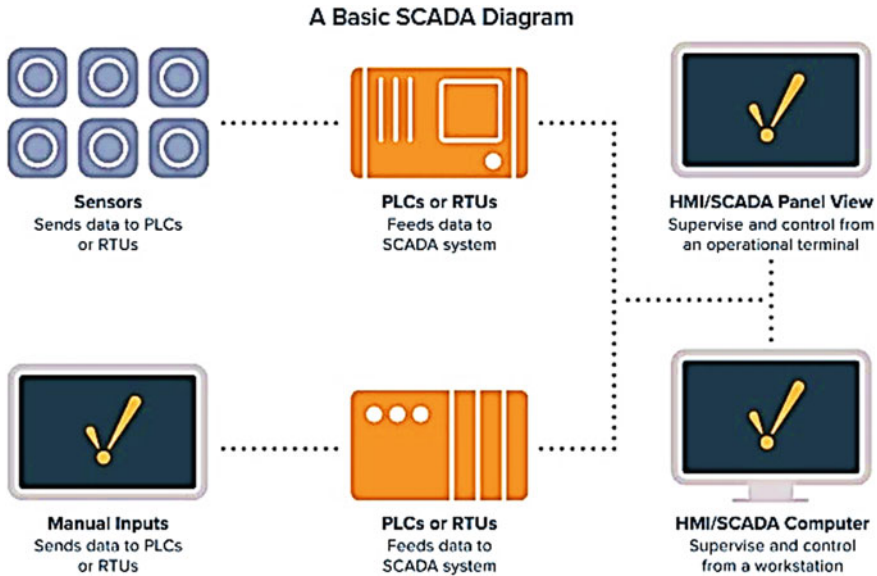 A Basic SCADA Diagram
Sensors
Sends data to PLCs
or RTUs
PLCs or RTUs
Feeds data to
SCADA system
HMI/SCADA Panel View
Supervise and control from
an operational terminal
Manual Inputs
Sends data to PLCs
or RTUs
PLCs or RTUs
Feeds data to
SCADA system
HMI/SCADA Computer
Supervise and control
from a workstation